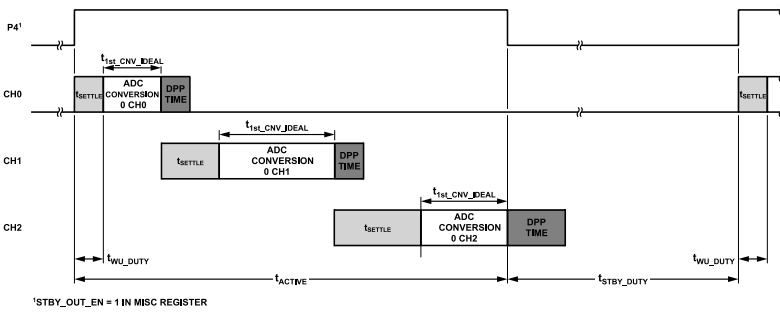 P4¹
t1st_CNV_IDEAL
CH0
tSETTLE
ADC
CONVERSION
0 CH0
DPP
TIME
tSETTLE
t1st_CNV_IDEAL
CH1
tSETTLE
ADC
CONVERSION
0 CH1
DPP
TIME
t1st_CNV_IDEAL
CH2
tSETTLE
ADC
CONVERSION
0 CH2
DPP
TIME
tWU_DUTY
tWU_DUTY
tACTIVE
tSTBY_DUTY
¹STBY_OUT_EN = 1 IN MISC REGISTER